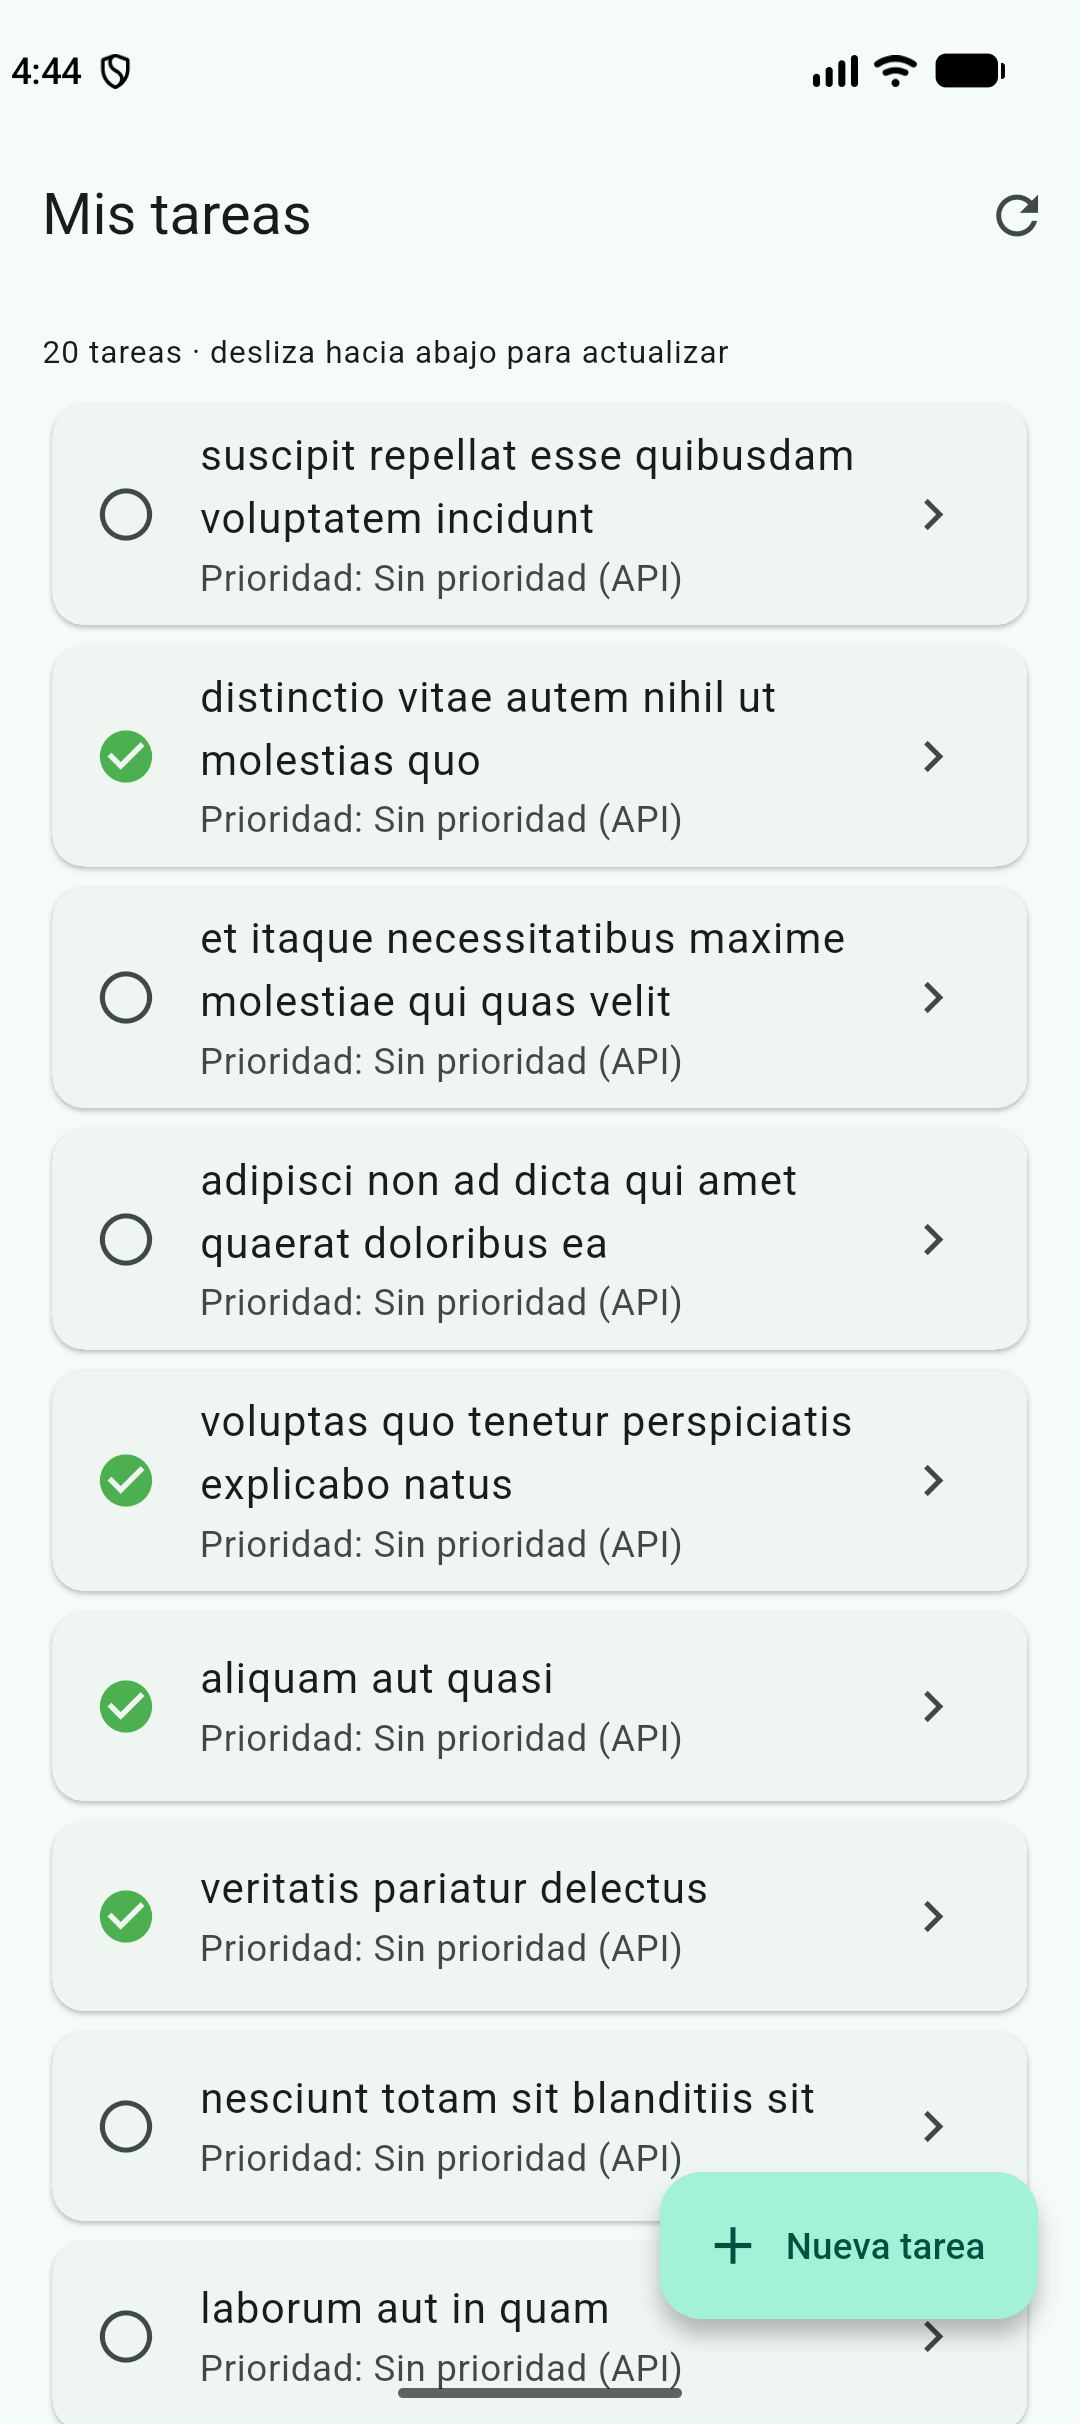 4:44
Mis tareas
20 tareas · desliza hacia abajo para actualizar
suscipit repellat esse quibusdam
voluptatem incidunt
Prioridad: Sin prioridad (API)
distinctio vitae autem nihil ut
molestias quo
Prioridad: Sin prioridad (API)
et itaque necessitatibus maxime
molestiae qui quas velit
Prioridad: Sin prioridad (API)
adipisci non ad dicta qui amet
quaerat doloribus ea
Prioridad: Sin prioridad (API)
voluptas quo tenetur perspiciatis
explicabo natus
Prioridad: Sin prioridad (API)
aliquam aut quasi
Prioridad: Sin prioridad (API)
veritatis pariatur delectus
Prioridad: Sin prioridad (API)
nesciunt totam sit blanditiis sit
Prioridad: Sin prioridad (API)
Nueva tarea
laborum aut in quam
Prioridad: Sin prioridad (API)